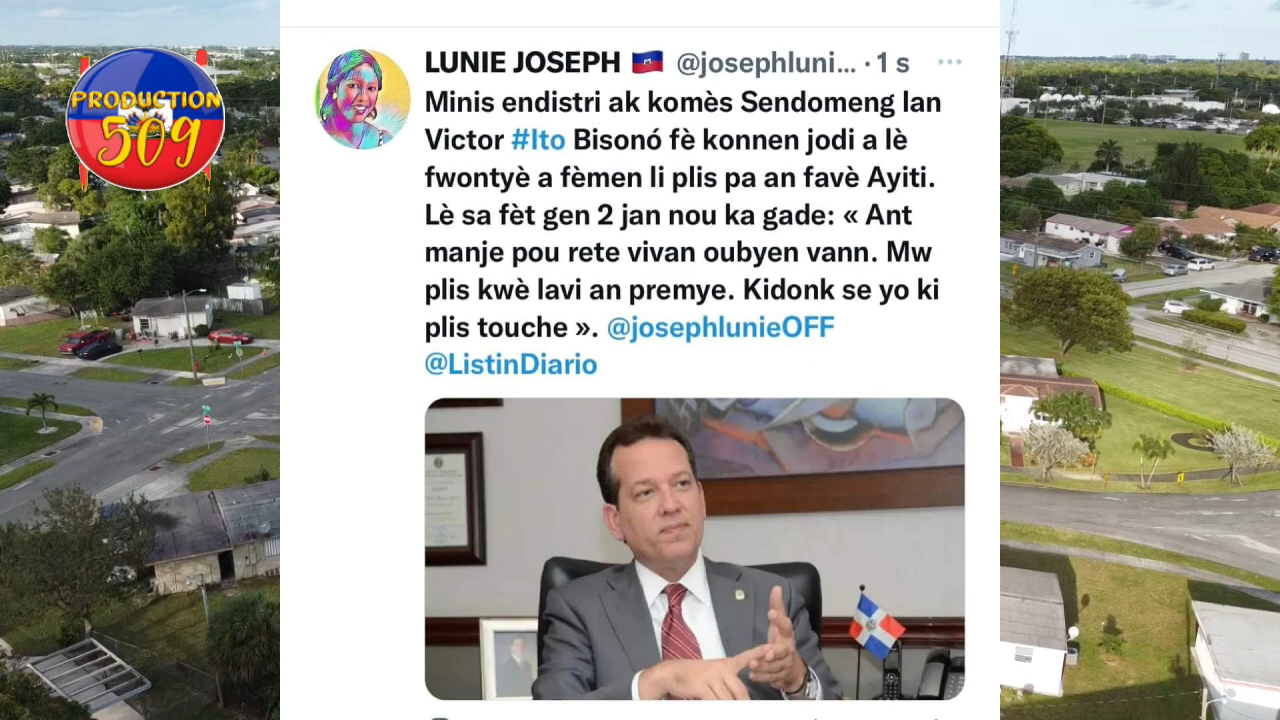 PRODUCTION
509
LUNIE JOSEPH 🇭🇹 @josephluni... · 1 s
Minis endistri ak komès Sendomeng lan
Victor #Ito Bisonó fè konnen jodi a lè
fwontyè a fèmen li plis pa an favè Ayiti.
Lè sa fèt gen 2 jan nou ka gade: « Ant
manje pou rete vivan oubyen vann. Mw
plis kwè lavi an premye. Kidonk se yo ki
plis touche ». @josephlunieOFF
@ListinDiario